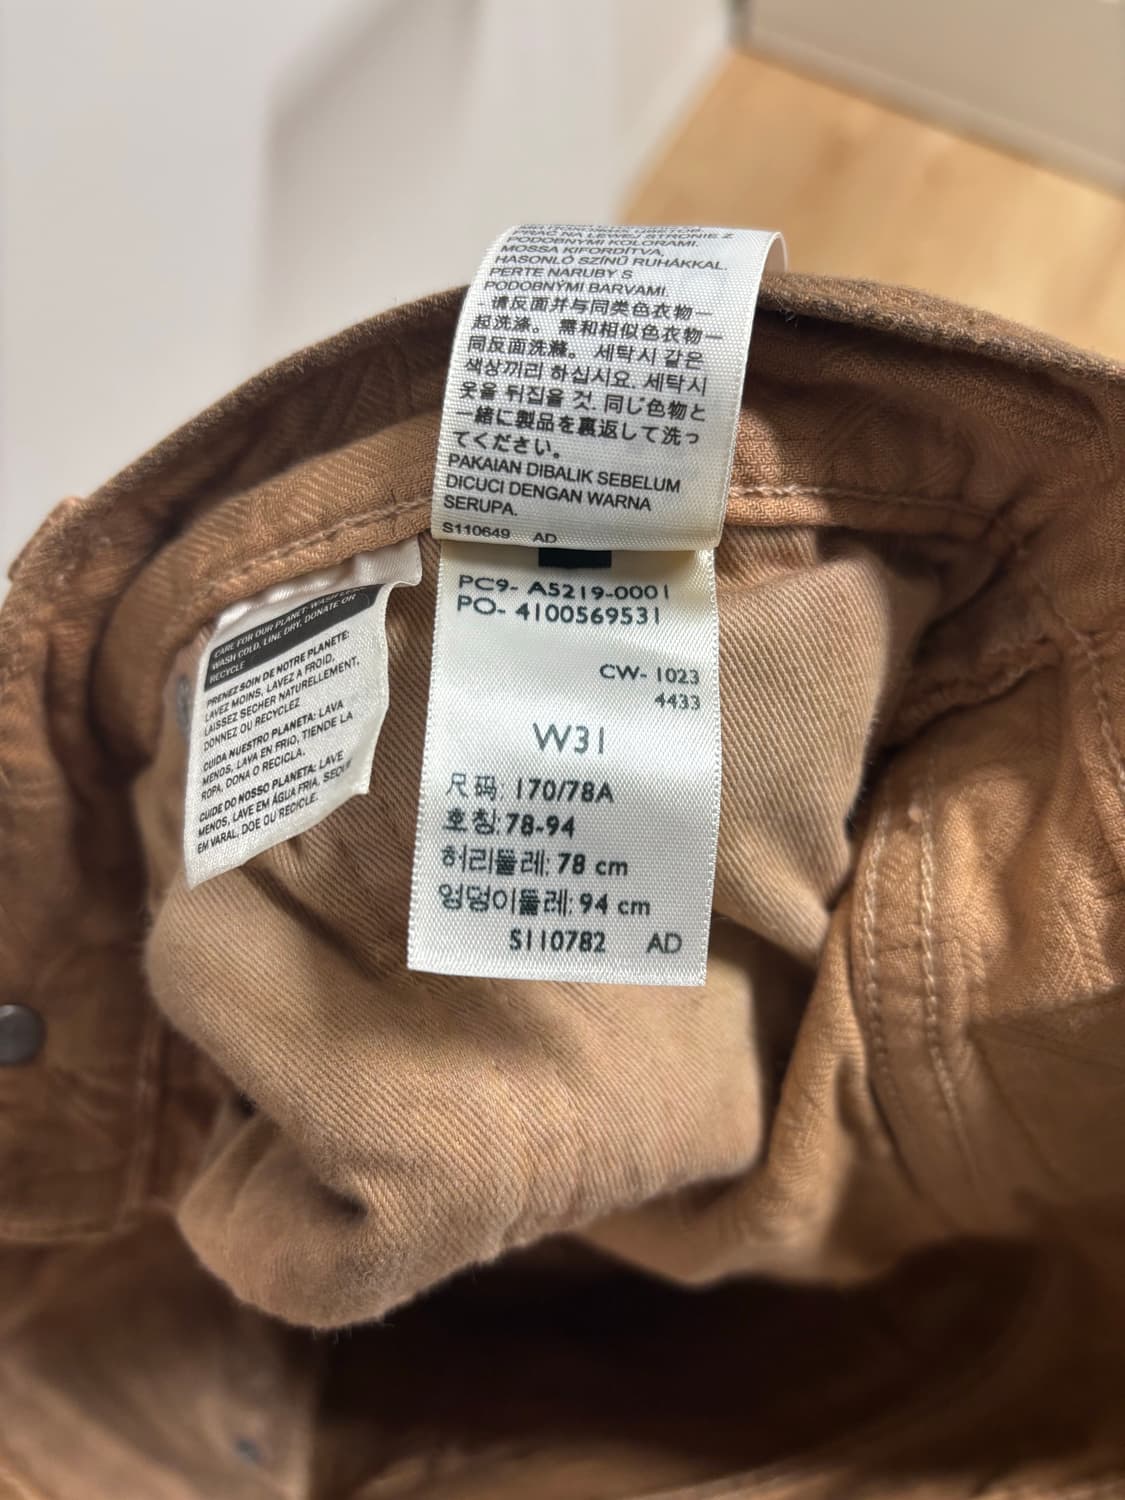 PRAĆ NA LEWEJ STRONIE Z
PODOBNYMI KOLORAMI.
MOSSA KIFORDÍTVA,
HASONLÓ SZÍNŰ RUHÁKKAL.
PERTE NARUBY S
PODOBNÝMI BARVAMI
- 请反面并与同类色衣物一
起洗涤。 需和相似色衣物一
同反面洗滌。 세탁시 같은
색상끼리 하십시요. 세탁시
옷을 뒤집을 것. 同じ色物と
一緒に製品を裏返して洗っ
てください。
PAKAIAN DIBALIK SEBELUM
DICUCI DENGAN WARNA
SERUPA.
S110649 AD
PC9- A5219-0001
PO- 4100569531
CW- 1023
4433
W31
尺码: 170/78A
호칭:78-94
허리둘레: 78 cm
엉덩이둘레: 94 cm
S110782 AD
CARE FOR OUR PLANET: WASH LESS,
WASH COLD, LINE DRY, DONATE OR
RECYCLE
PRENEZ SOIN DE NOTRE PLANETE:
LAVEZ MOINS, LAVEZ A FROID,
LAISSEZ SECHER NATURELLEMENT,
DONNEZ OU RECYCLEZ
CUIDA NUESTRO PLANETA: LAVA
MENOS, LAVA EN FRIO, TIENDE LA
ROPA, DONA O RECICLA.
CUIDE DO NOSSO PLANETA: LAVE
MENOS, LAVE EM ÁGUA FRIA, SEQUE
EM VARAL, DOE OU RECICLE.